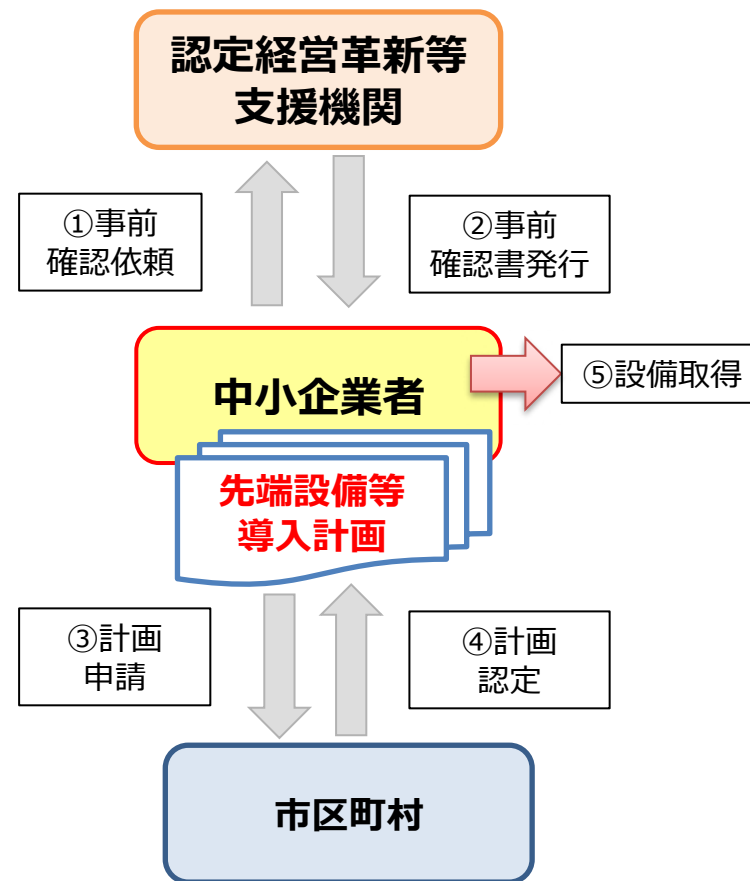 認定経営革新等
支援機関
①事前
確認依頼
②事前
確認書発行
中小企業者
⑤設備取得
先端設備等
導入計画
③計画
申請
④計画
認定
市区町村